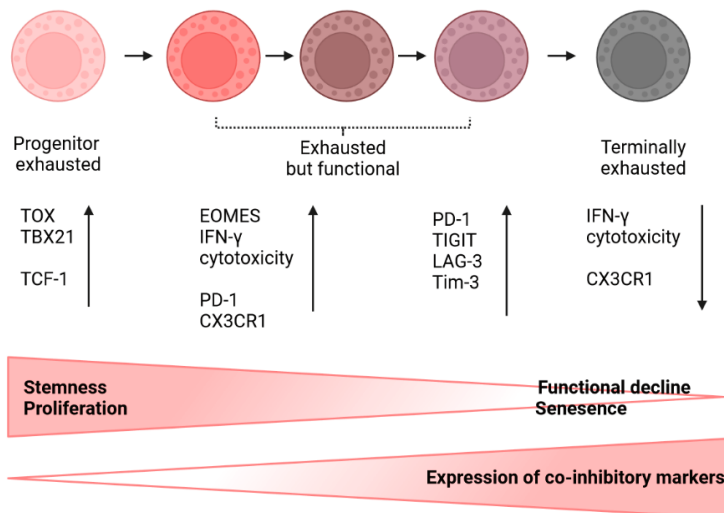 Progenitor
exhausted
Exhausted
but functional
Terminally
exhausted
TOX
TBX21
TCF-1
EOMES
IFN-γ
cytotoxicity
PD-1
CX3CR1
PD-1
TIGIT
LAG-3
Tim-3
IFN-γ
cytotoxicity
CX3CR1
Stemness
Proliferation
Functional decline
Senesence
Expression of co-inhibitory markers